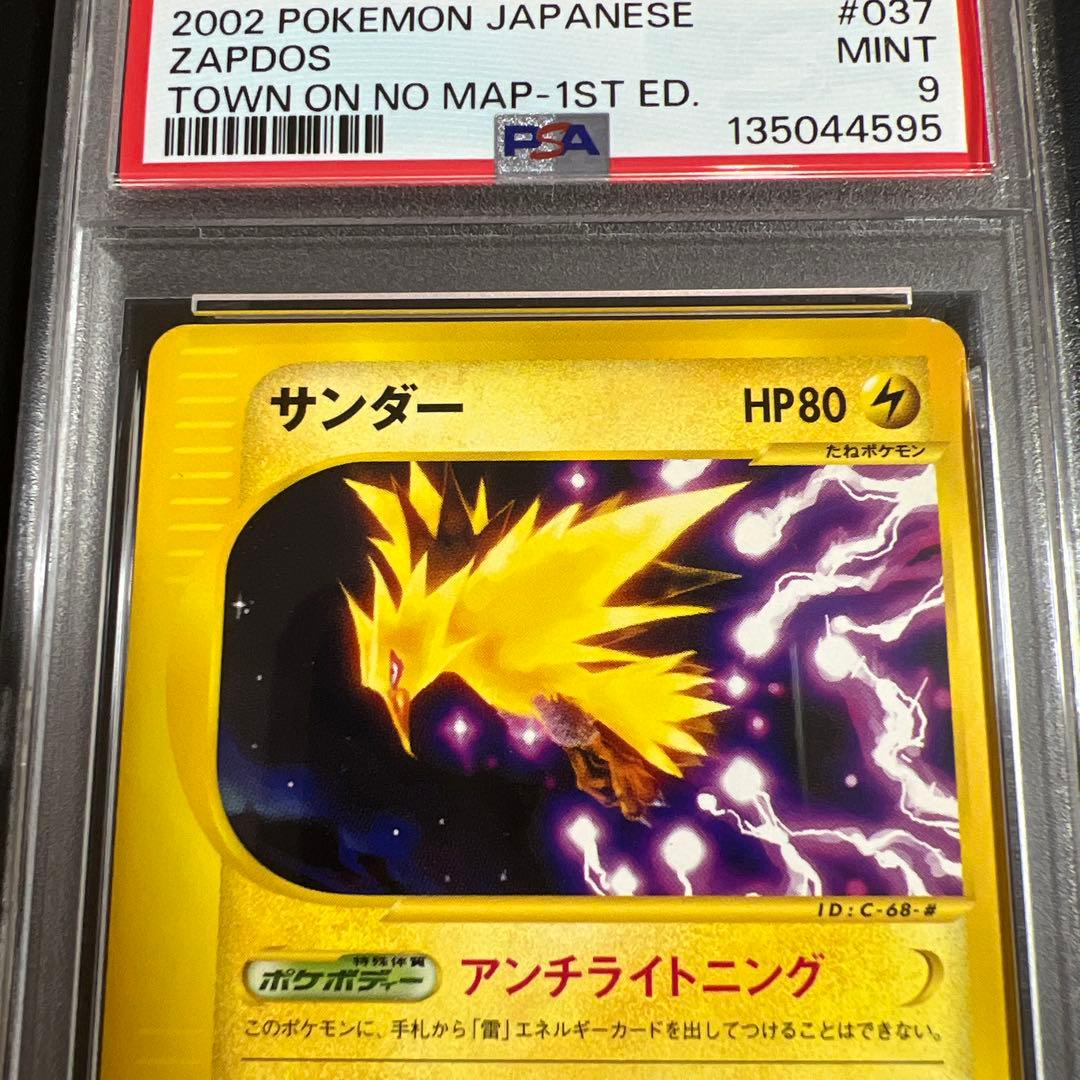 2002 POKEMON JAPANESE #037
ZAPDOS MINT
TOWN ON NO MAP-1ST ED. 9
PSA 135044595
サンダー HP80
たねポケモン
ID:C-68-#
特殊体質
ポケボディー アンチライトニング
このポケモンに、手札から「雷」エネルギーカードを出してつけることはできない。